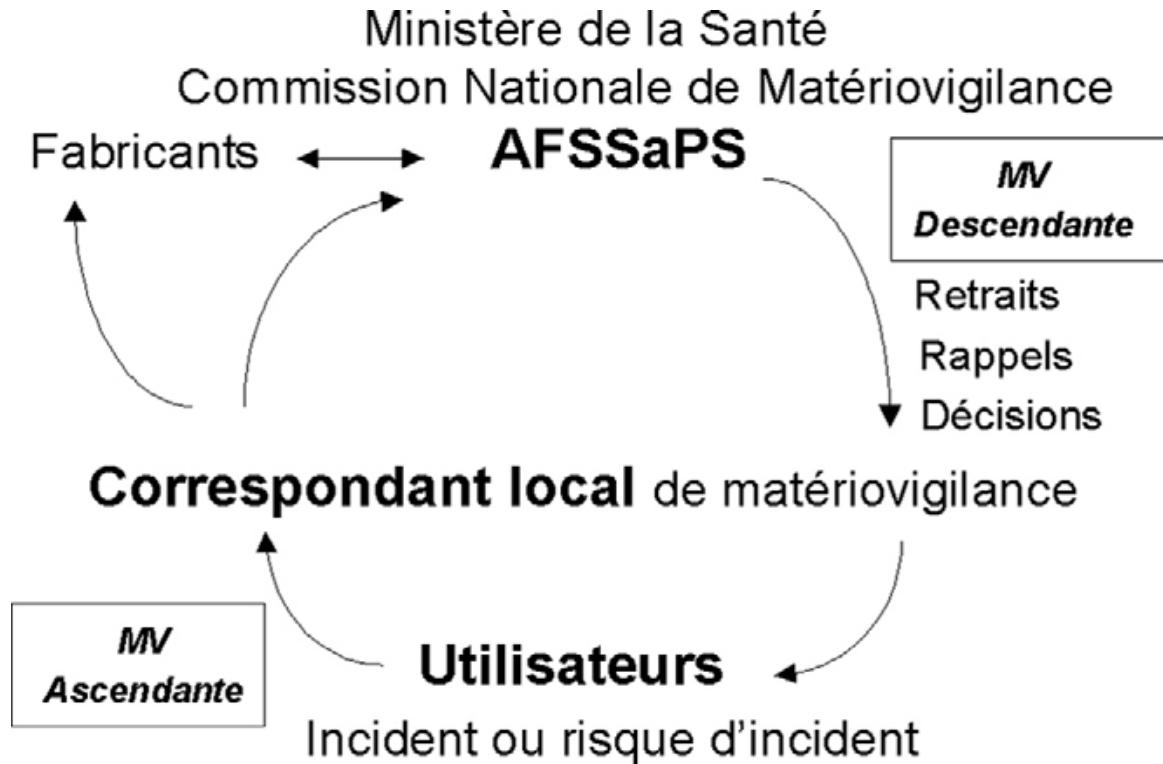 Ministère de la Santé
Commission Nationale de Matériovigilance
Fabricants
AFSSaPS
MV
Descendante
Retraits
Rappels
Décisions
Correspondant local de matériovigilance
MV
Ascendante
Utilisateurs
Incident ou risque d'incident